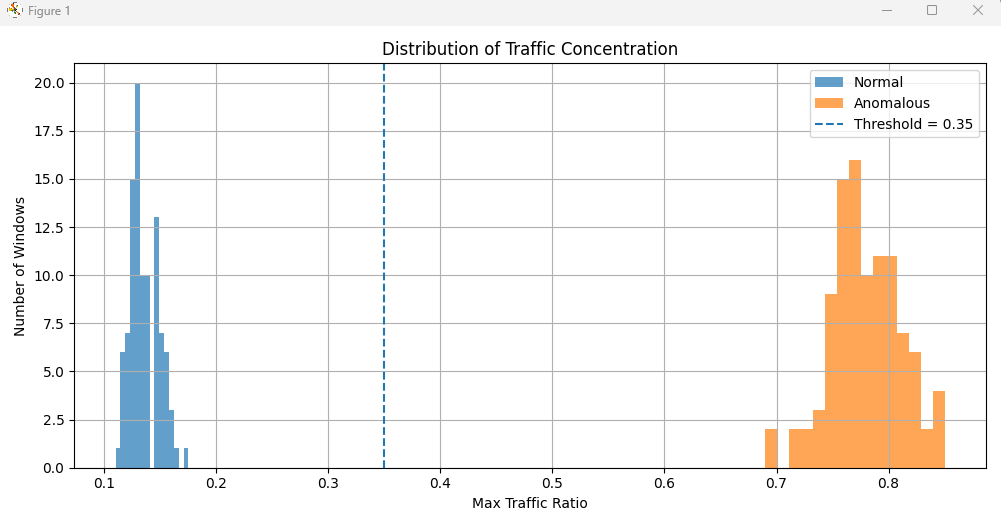 Figure 1
Distribution of Traffic Concentration
Normal
Anomalous
Threshold = 0.35
Number of Windows
20.0
17.5
15.0
12.5
10.0
7.5
5.0
2.5
0.0
0.1 0.2 0.3 0.4 0.5 0.6 0.7 0.8
Max Traffic Ratio